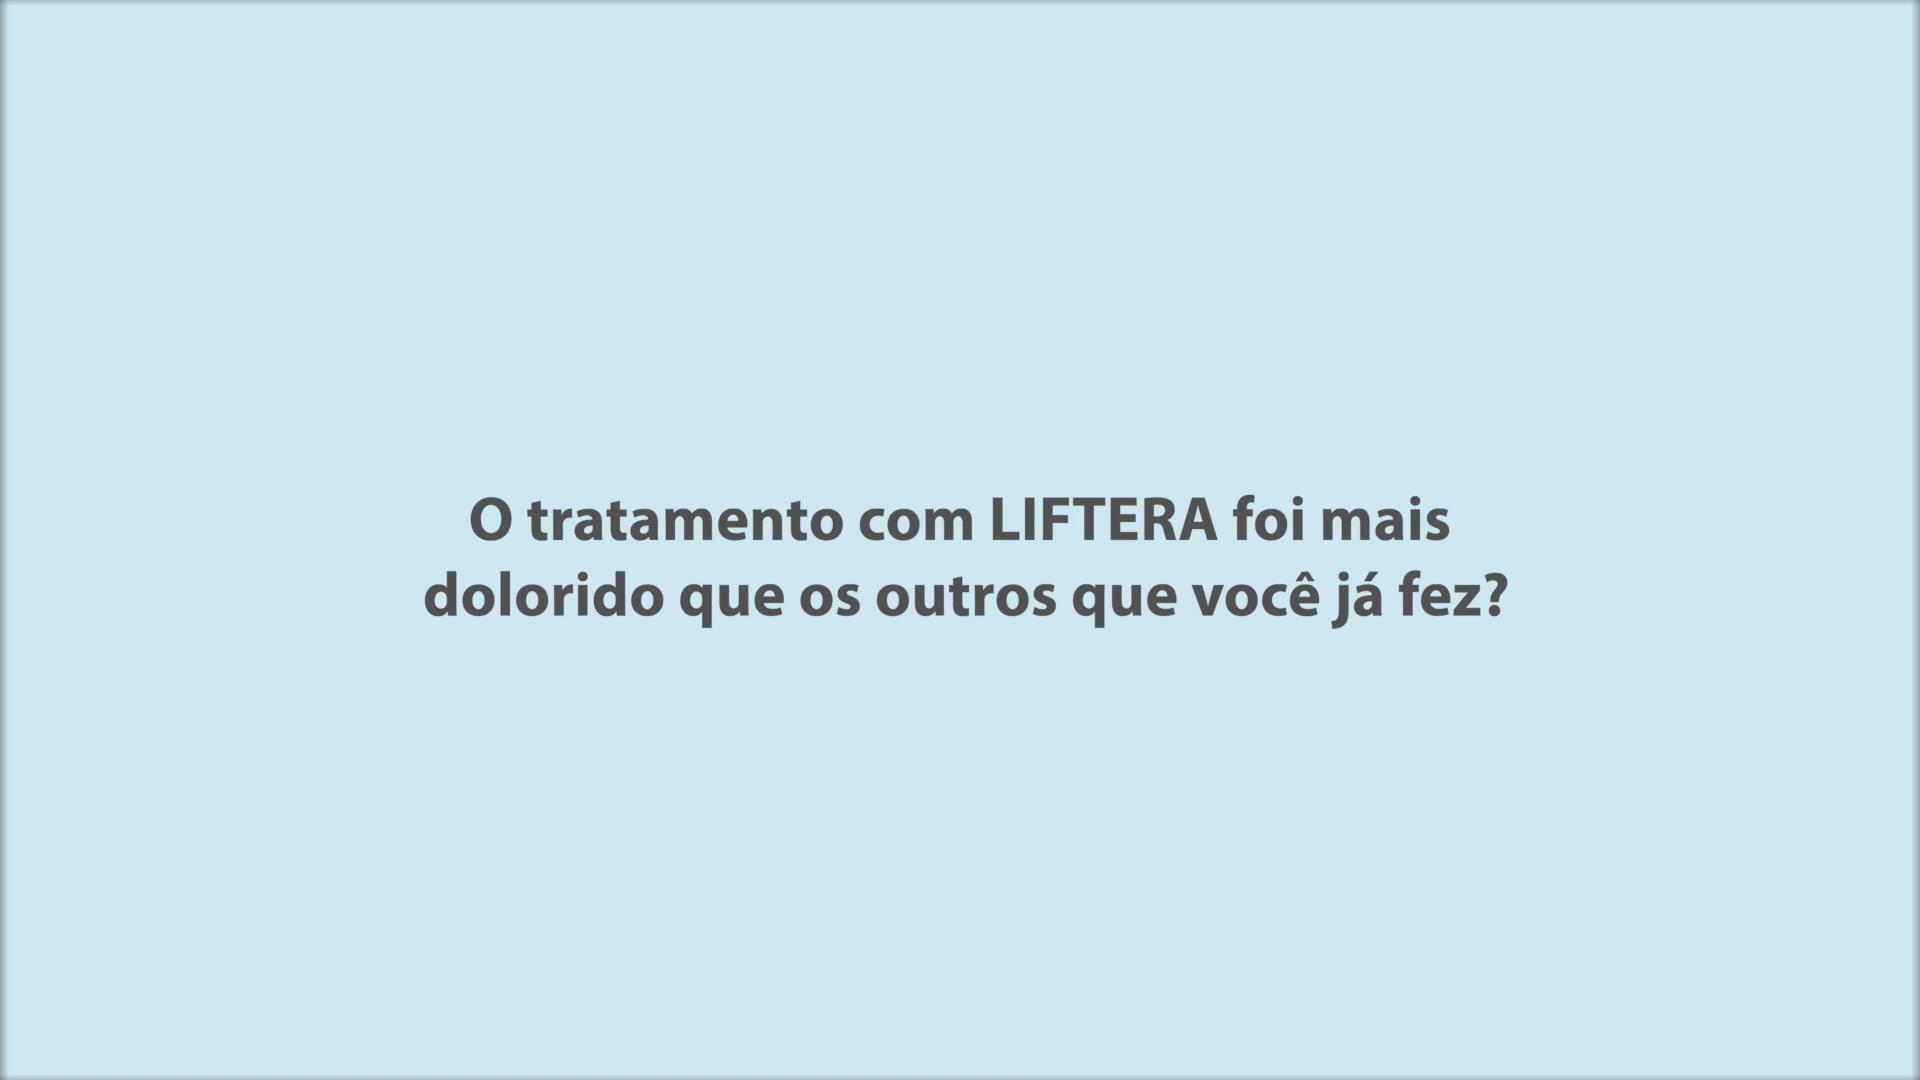 O tratamento com LIFTERA foi mais
dolorido que os outros que você já fez?